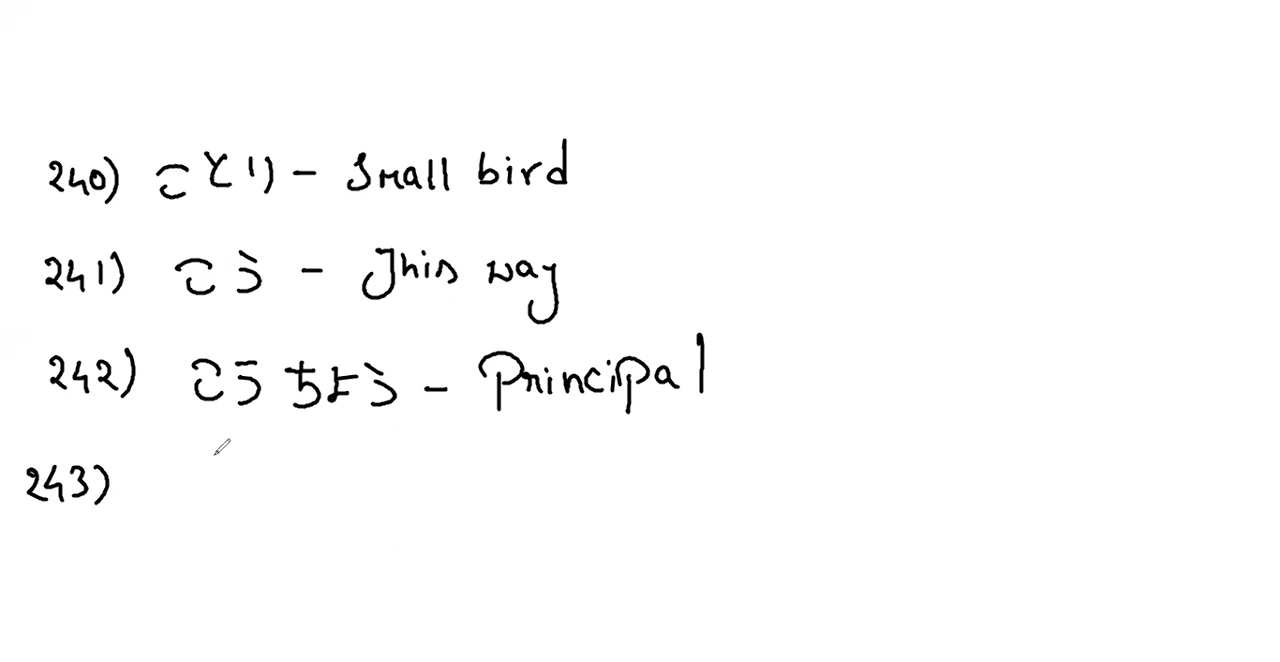 240) ことり - Small bird
241) こう - This way
242) こうちょう - Principal
243)